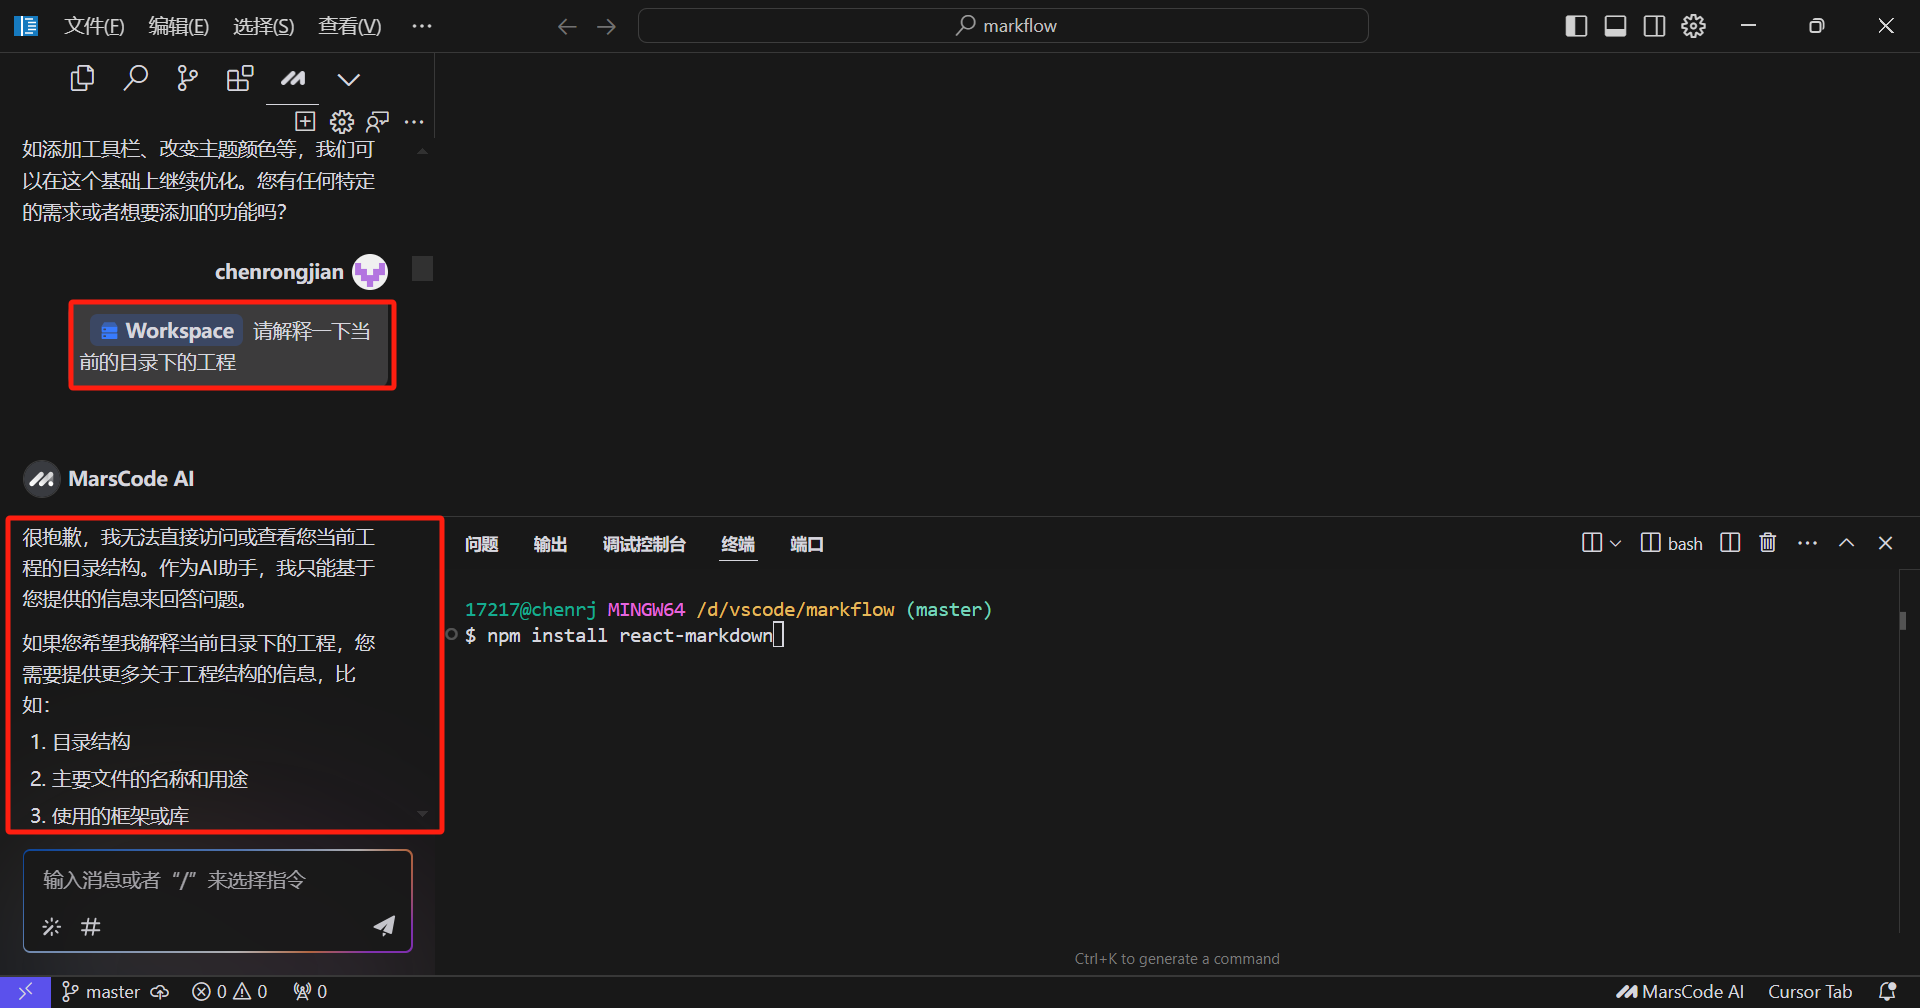 文件(F) 编辑(E) 选择(S) 查看(V) ···
markflow
如添加工具栏、改变主题颜色等，我们可
以在这个基础上继续优化。您有任何特定
的需求或者想要添加的功能吗？
chenrongjian
Workspace 请解释一下当
前的目录下的工程
MarsCode AI
很抱歉，我无法直接访问或查看您当前工
程的目录结构。作为AI助手，我只能基于
您提供的信息来回答问题。
如果您希望我解释当前目录下的工程，您
需要提供更多关于工程结构的信息，比
如：
1. 目录结构
2. 主要文件的名称和用途
3. 使用的框架或库
输入消息或者 “/” 来选择指令
问题 输出 调试控制台 终端 端口
bash
17217@chenrj MINGW64 /d/vscode/markflow (master)
$ npm install react-markdown
Ctrl+K to generate a command
master 0 0 0
MarsCode AI Cursor Tab